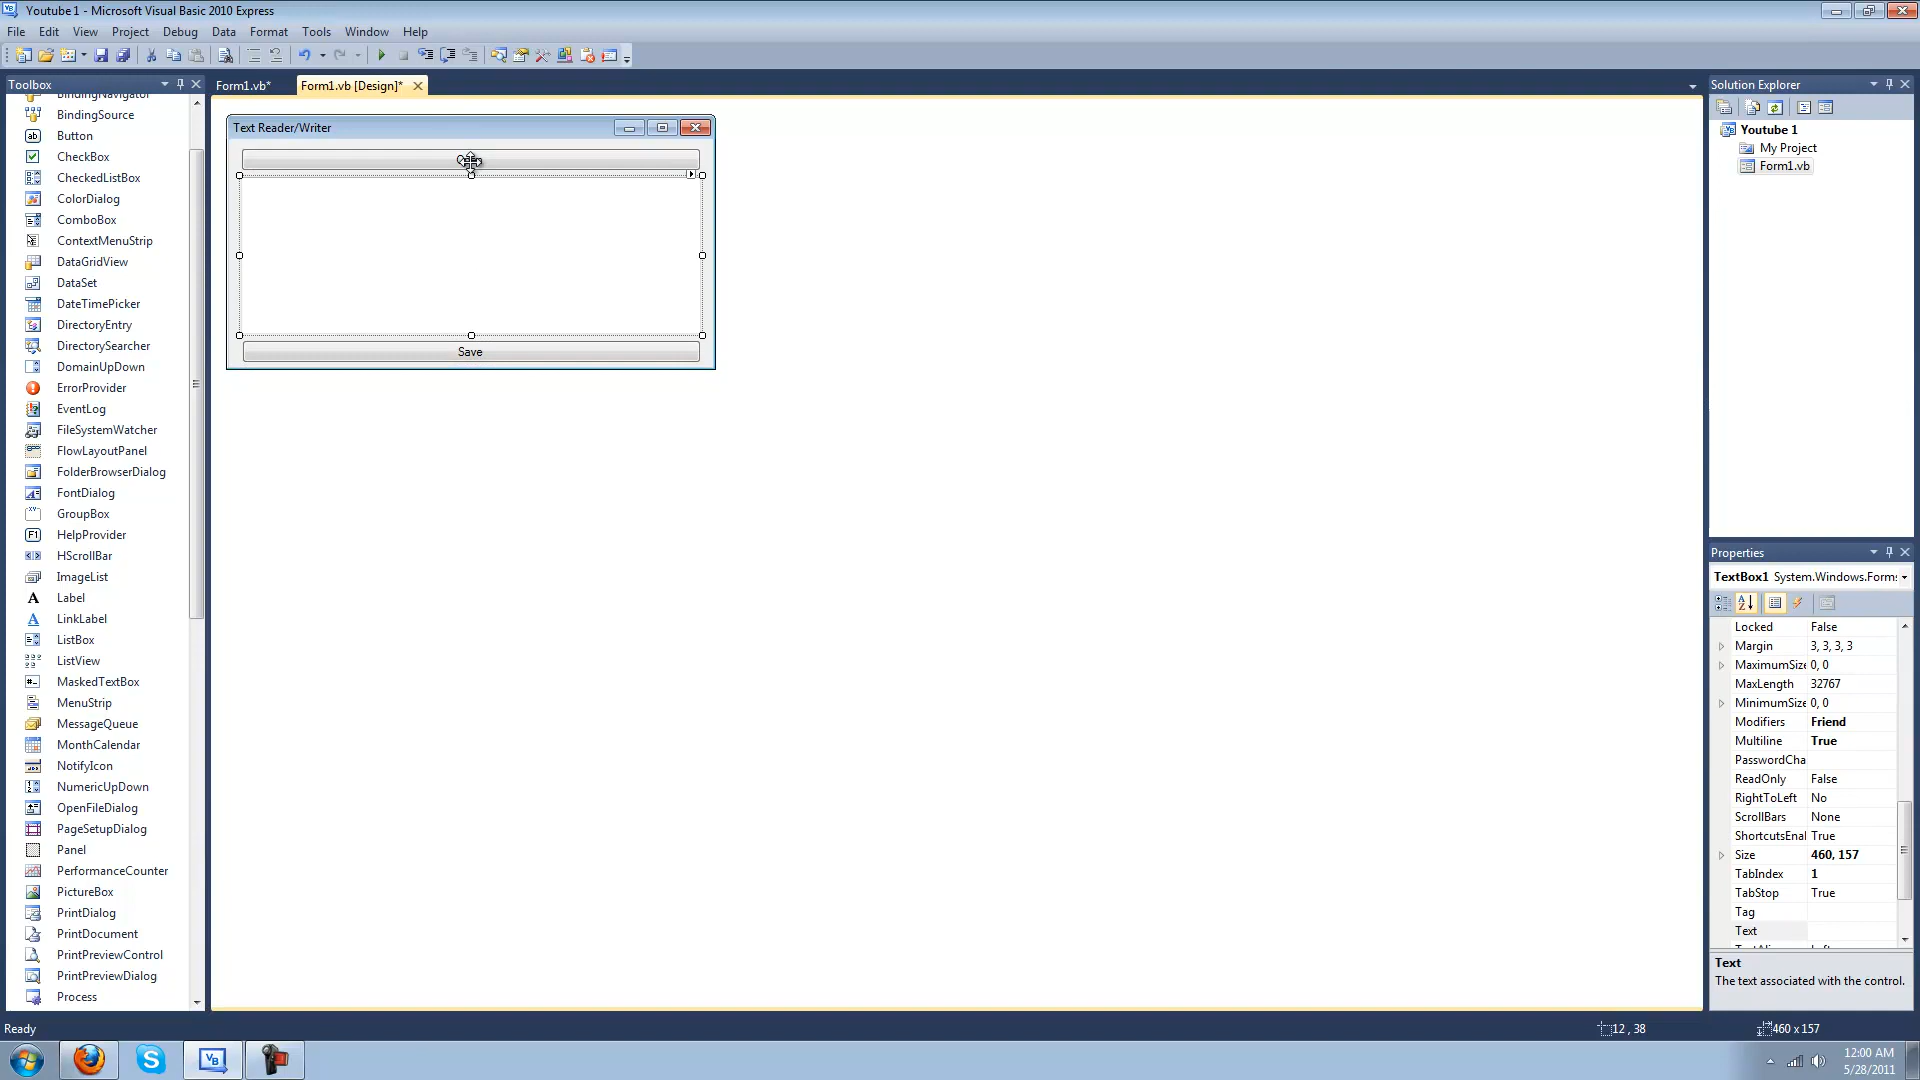 Youtube 1 - Microsoft Visual Basic 2010 Express
File Edit View Project Debug Data Format Tools Window Help
Toolbox
Form1.vb* Form1.vb [Design]*
Solution Explorer
BindingNavigator
BindingSource
Button
CheckBox
CheckedListBox
ColorDialog
ComboBox
ContextMenuStrip
DataGridView
DataSet
DateTimePicker
DirectoryEntry
DirectorySearcher
DomainUpDown
ErrorProvider
EventLog
FileSystemWatcher
FlowLayoutPanel
FolderBrowserDialog
FontDialog
GroupBox
HelpProvider
HScrollBar
ImageList
Label
LinkLabel
ListBox
ListView
MaskedTextBox
MenuStrip
MessageQueue
MonthCalendar
NotifyIcon
NumericUpDown
OpenFileDialog
PageSetupDialog
Panel
PerformanceCounter
PictureBox
PrintDialog
PrintDocument
PrintPreviewControl
PrintPreviewDialog
Process
Text Reader/Writer
Save
Youtube 1
My Project
Form1.vb
Properties
TextBox1 System.Windows.Forms
Locked False
Margin 3, 3, 3, 3
MaximumSize 0, 0
MaxLength 32767
MinimumSize 0, 0
Modifiers Friend
Multiline True
PasswordCha
ReadOnly False
RightToLeft No
ScrollBars None
ShortcutsEnal True
Size 460, 157
TabIndex 1
TabStop True
Tag
Text
Text
The text associated with the control.
Ready
12 , 38
460 x 157
12:00 AM
5/28/2011